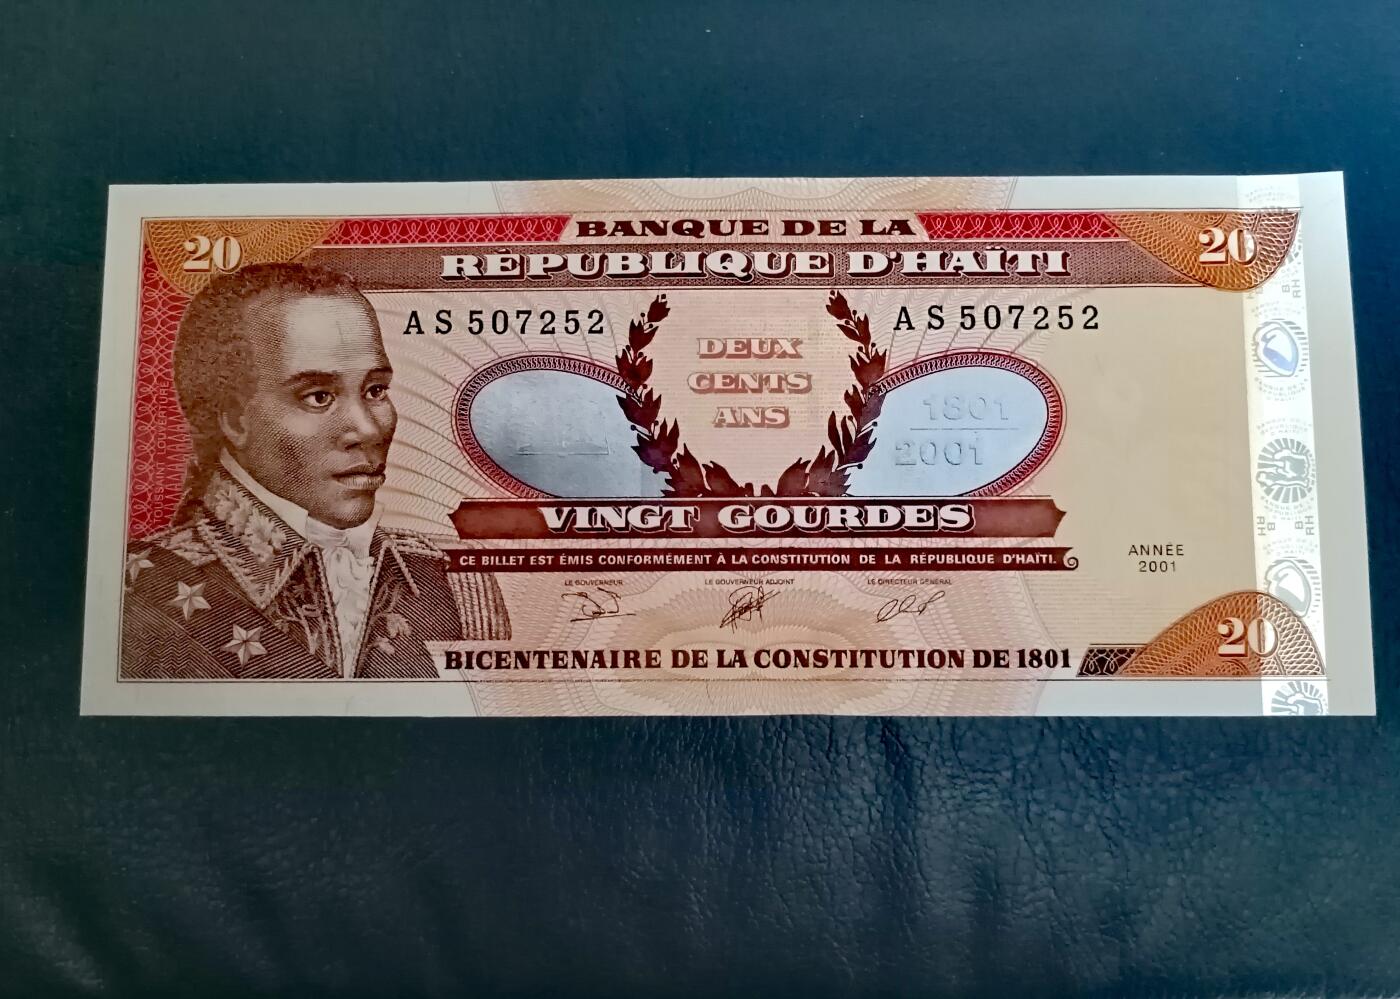 BANQUE DE LA
RÉPUBLIQUE D'HAÏTI
20
20
AS 507252
AS 507252
DEUX
CENTS
ANS
1801
2001
TOUSSAINT LOUVERTURE
VINGT GOURDES
CE BILLET EST ÉMIS CONFORMÉMENT À LA CONSTITUTION DE LA RÉPUBLIQUE D'HAÏTI.
ANNÉE
2001
LE GOUVERNEUR
LE GOUVERNEUR ADJOINT
LE DIRECTEUR GÉNÉRAL
BICENTENAIRE DE LA CONSTITUTION DE 1801
20